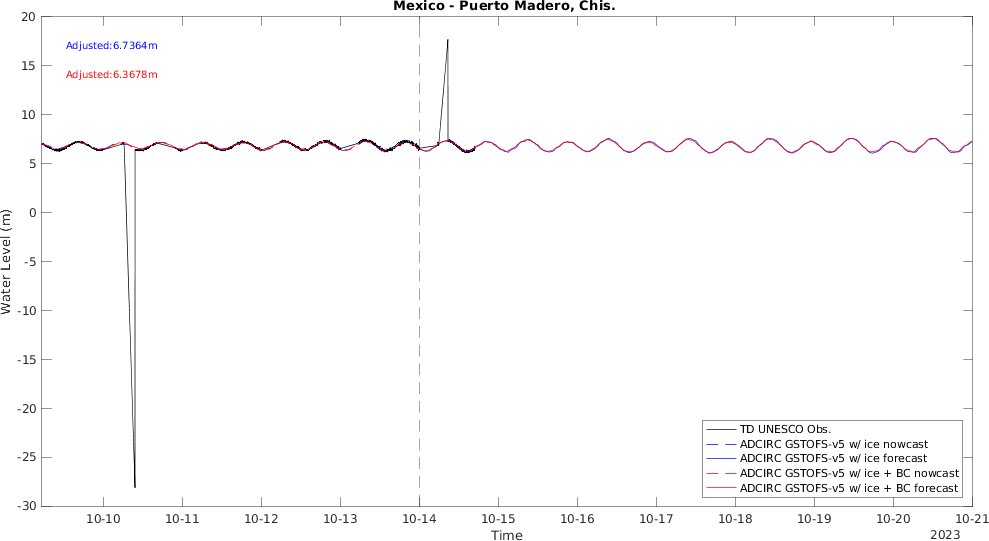 Mexico - Puerto Madero, Chis.
20
15
10
5
0
-5
-10
-15
-20
-25
-30
Water Level (m)
Adjusted:6.7364m
Adjusted:6.3678m
TD UNESCO Obs.
ADCIRC GSTOFS-v5 w/ ice nowcast
ADCIRC GSTOFS-v5 w/ ice forecast
ADCIRC GSTOFS-v5 w/ ice + BC nowcast
ADCIRC GSTOFS-v5 w/ ice + BC forecast
10-10 10-11 10-12 10-13 10-14 10-15 10-16 10-17 10-18 10-19 10-20 10-21
Time
2023